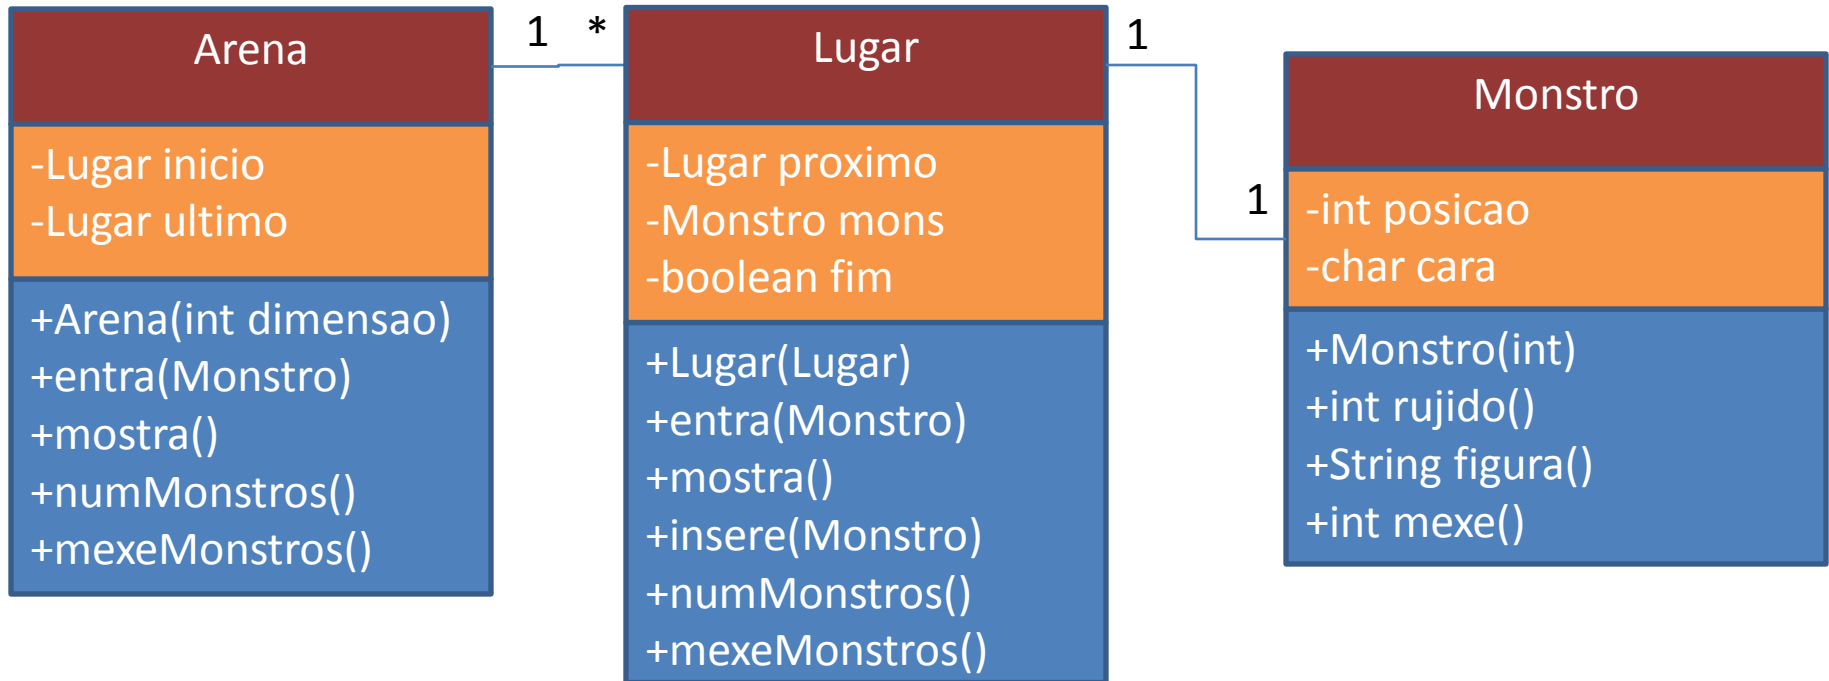 Arena
-Lugar inicio
-Lugar ultimo
+Arena(int dimensao)
+entra(Monstro)
+mostra()
+numMonstros()
+mexeMonstros()
1
*
Lugar
-Lugar proximo
-Monstro mons
-boolean fim
+Lugar(Lugar)
+entra(Monstro)
+mostra()
+insere(Monstro)
+numMonstros()
+mexeMonstros()
1
1
Monstro
-int posicao
-char cara
+Monstro(int)
+int rujido()
+String figura()
+int mexe()